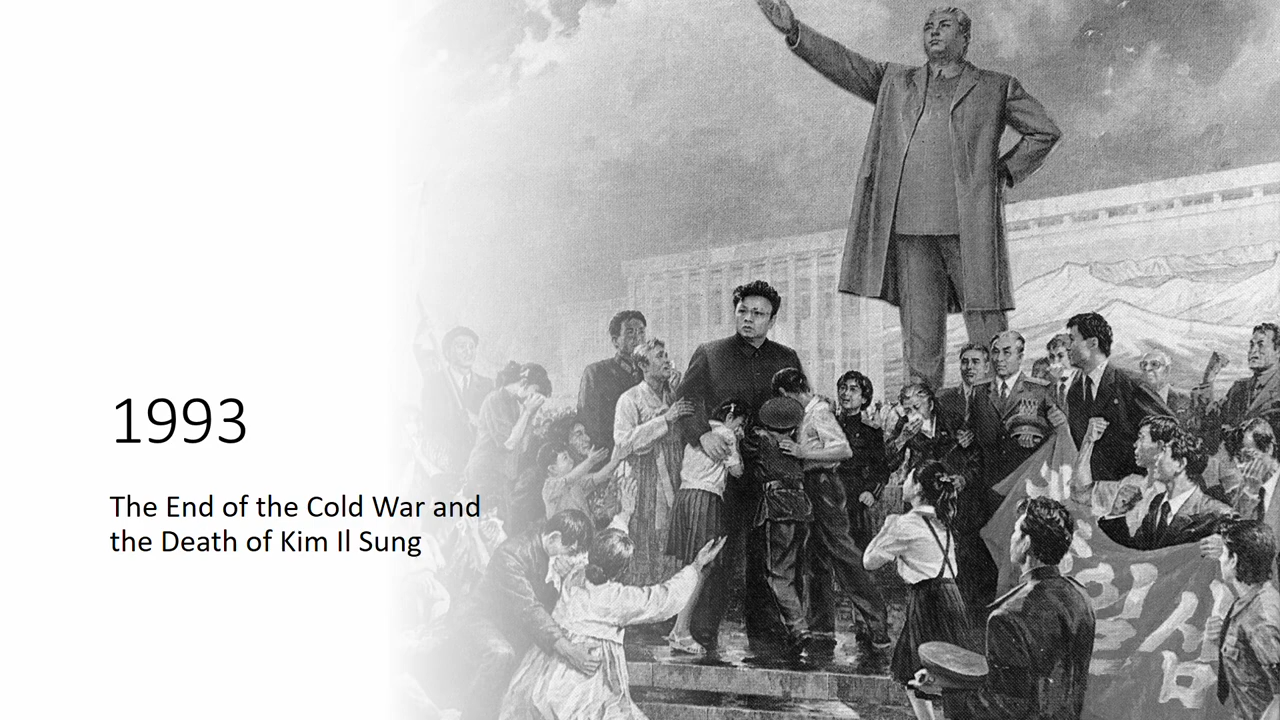 1993
The End of the Cold War and
the Death of Kim Il Sung